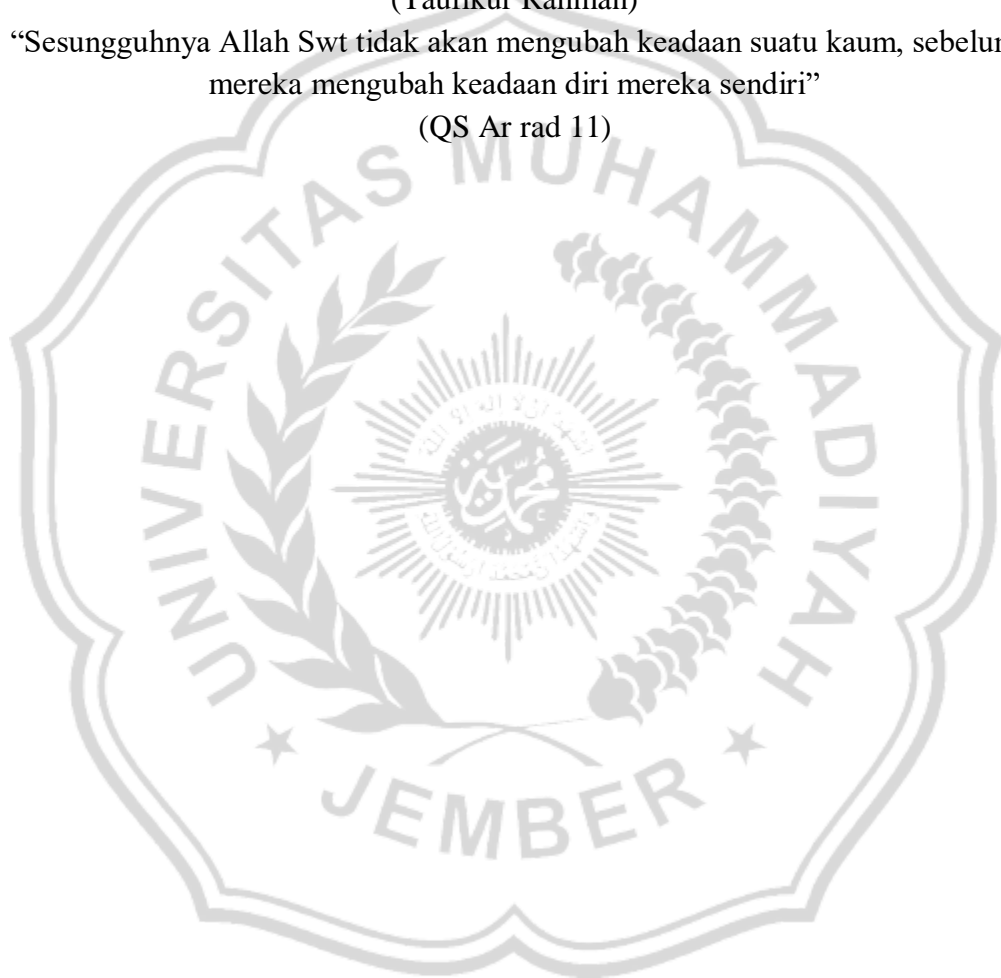 (Taufikur Rahman)
“Sesungguhnya Allah Swt tidak akan mengubah keadaan suatu kaum, sebelum
mereka mengubah keadaan diri mereka sendiri”
(QS Ar rad 11)
UNIVERSITAS MUHAMMADIYAH
JEMBER